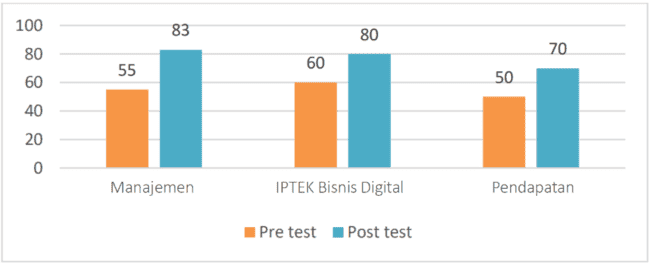 100
80
60
40
20
0
55
83
60
80
50
70
Manajemen
IPTEK Bisnis Digital
Pendapatan
Pre test
Post test